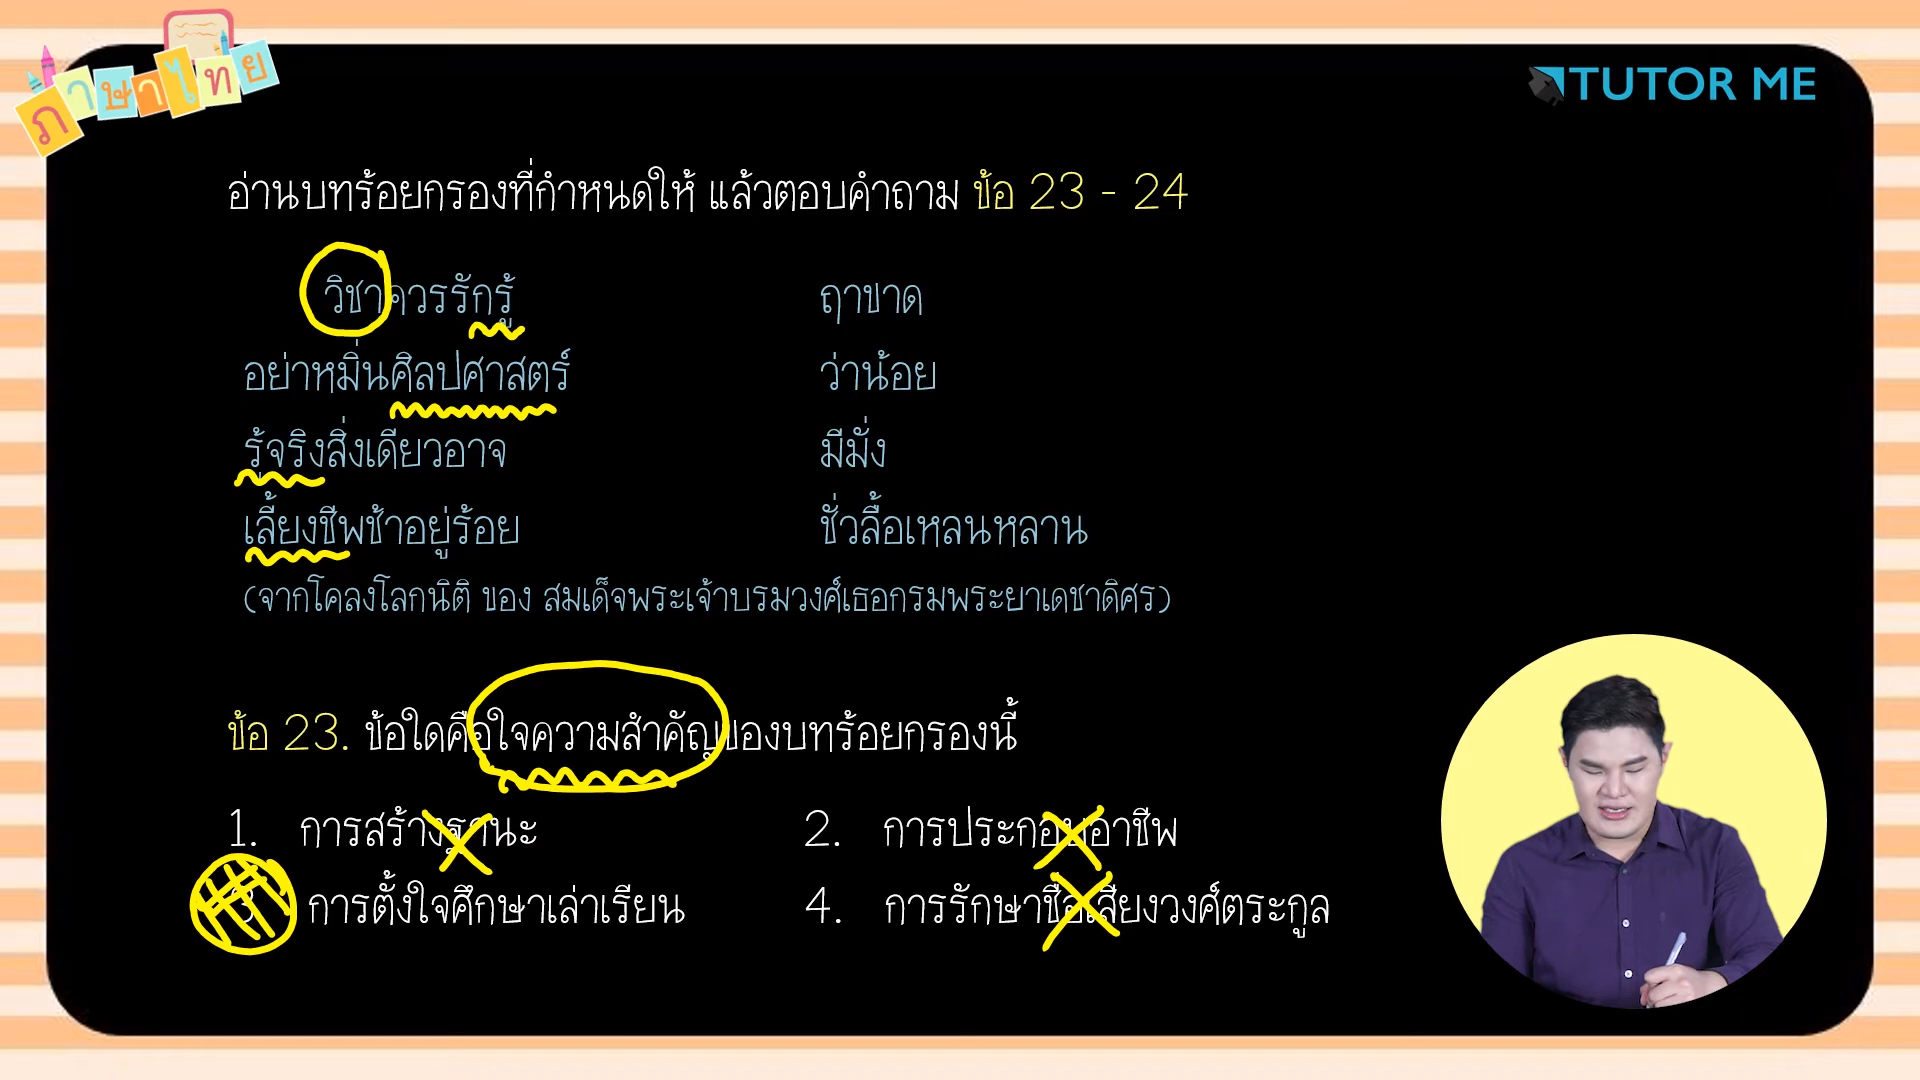 ภาษาไทย
TUTOR ME
อ่านบทร้อยกรองที่กำหนดให้ แล้วตอบคำถาม ข้อ 23 - 24
วิชาควรรักรู้ ฤาขาด
อย่าหมิ่นศิลปศาสตร์ ว่าน้อย
รู้จริงสิ่งเดียวอาจ มีมั่ง
เลี้ยงชีพช้าอยู่ร้อย ชั่วลื้อเหลนหลาน
(จากโคลงโลกนิติ ของ สมเด็จพระเจ้าบรมวงศ์เธอกรมพระยาเดชาดิศร)
ข้อ 23. ข้อใดคือใจความสำคัญของบทร้อยกรองนี้
1. การสร้างฐานะ 2. การประกอบอาชีพ
3. การตั้งใจศึกษาเล่าเรียน 4. การรักษาชื่อเสียงวงศ์ตระกูล